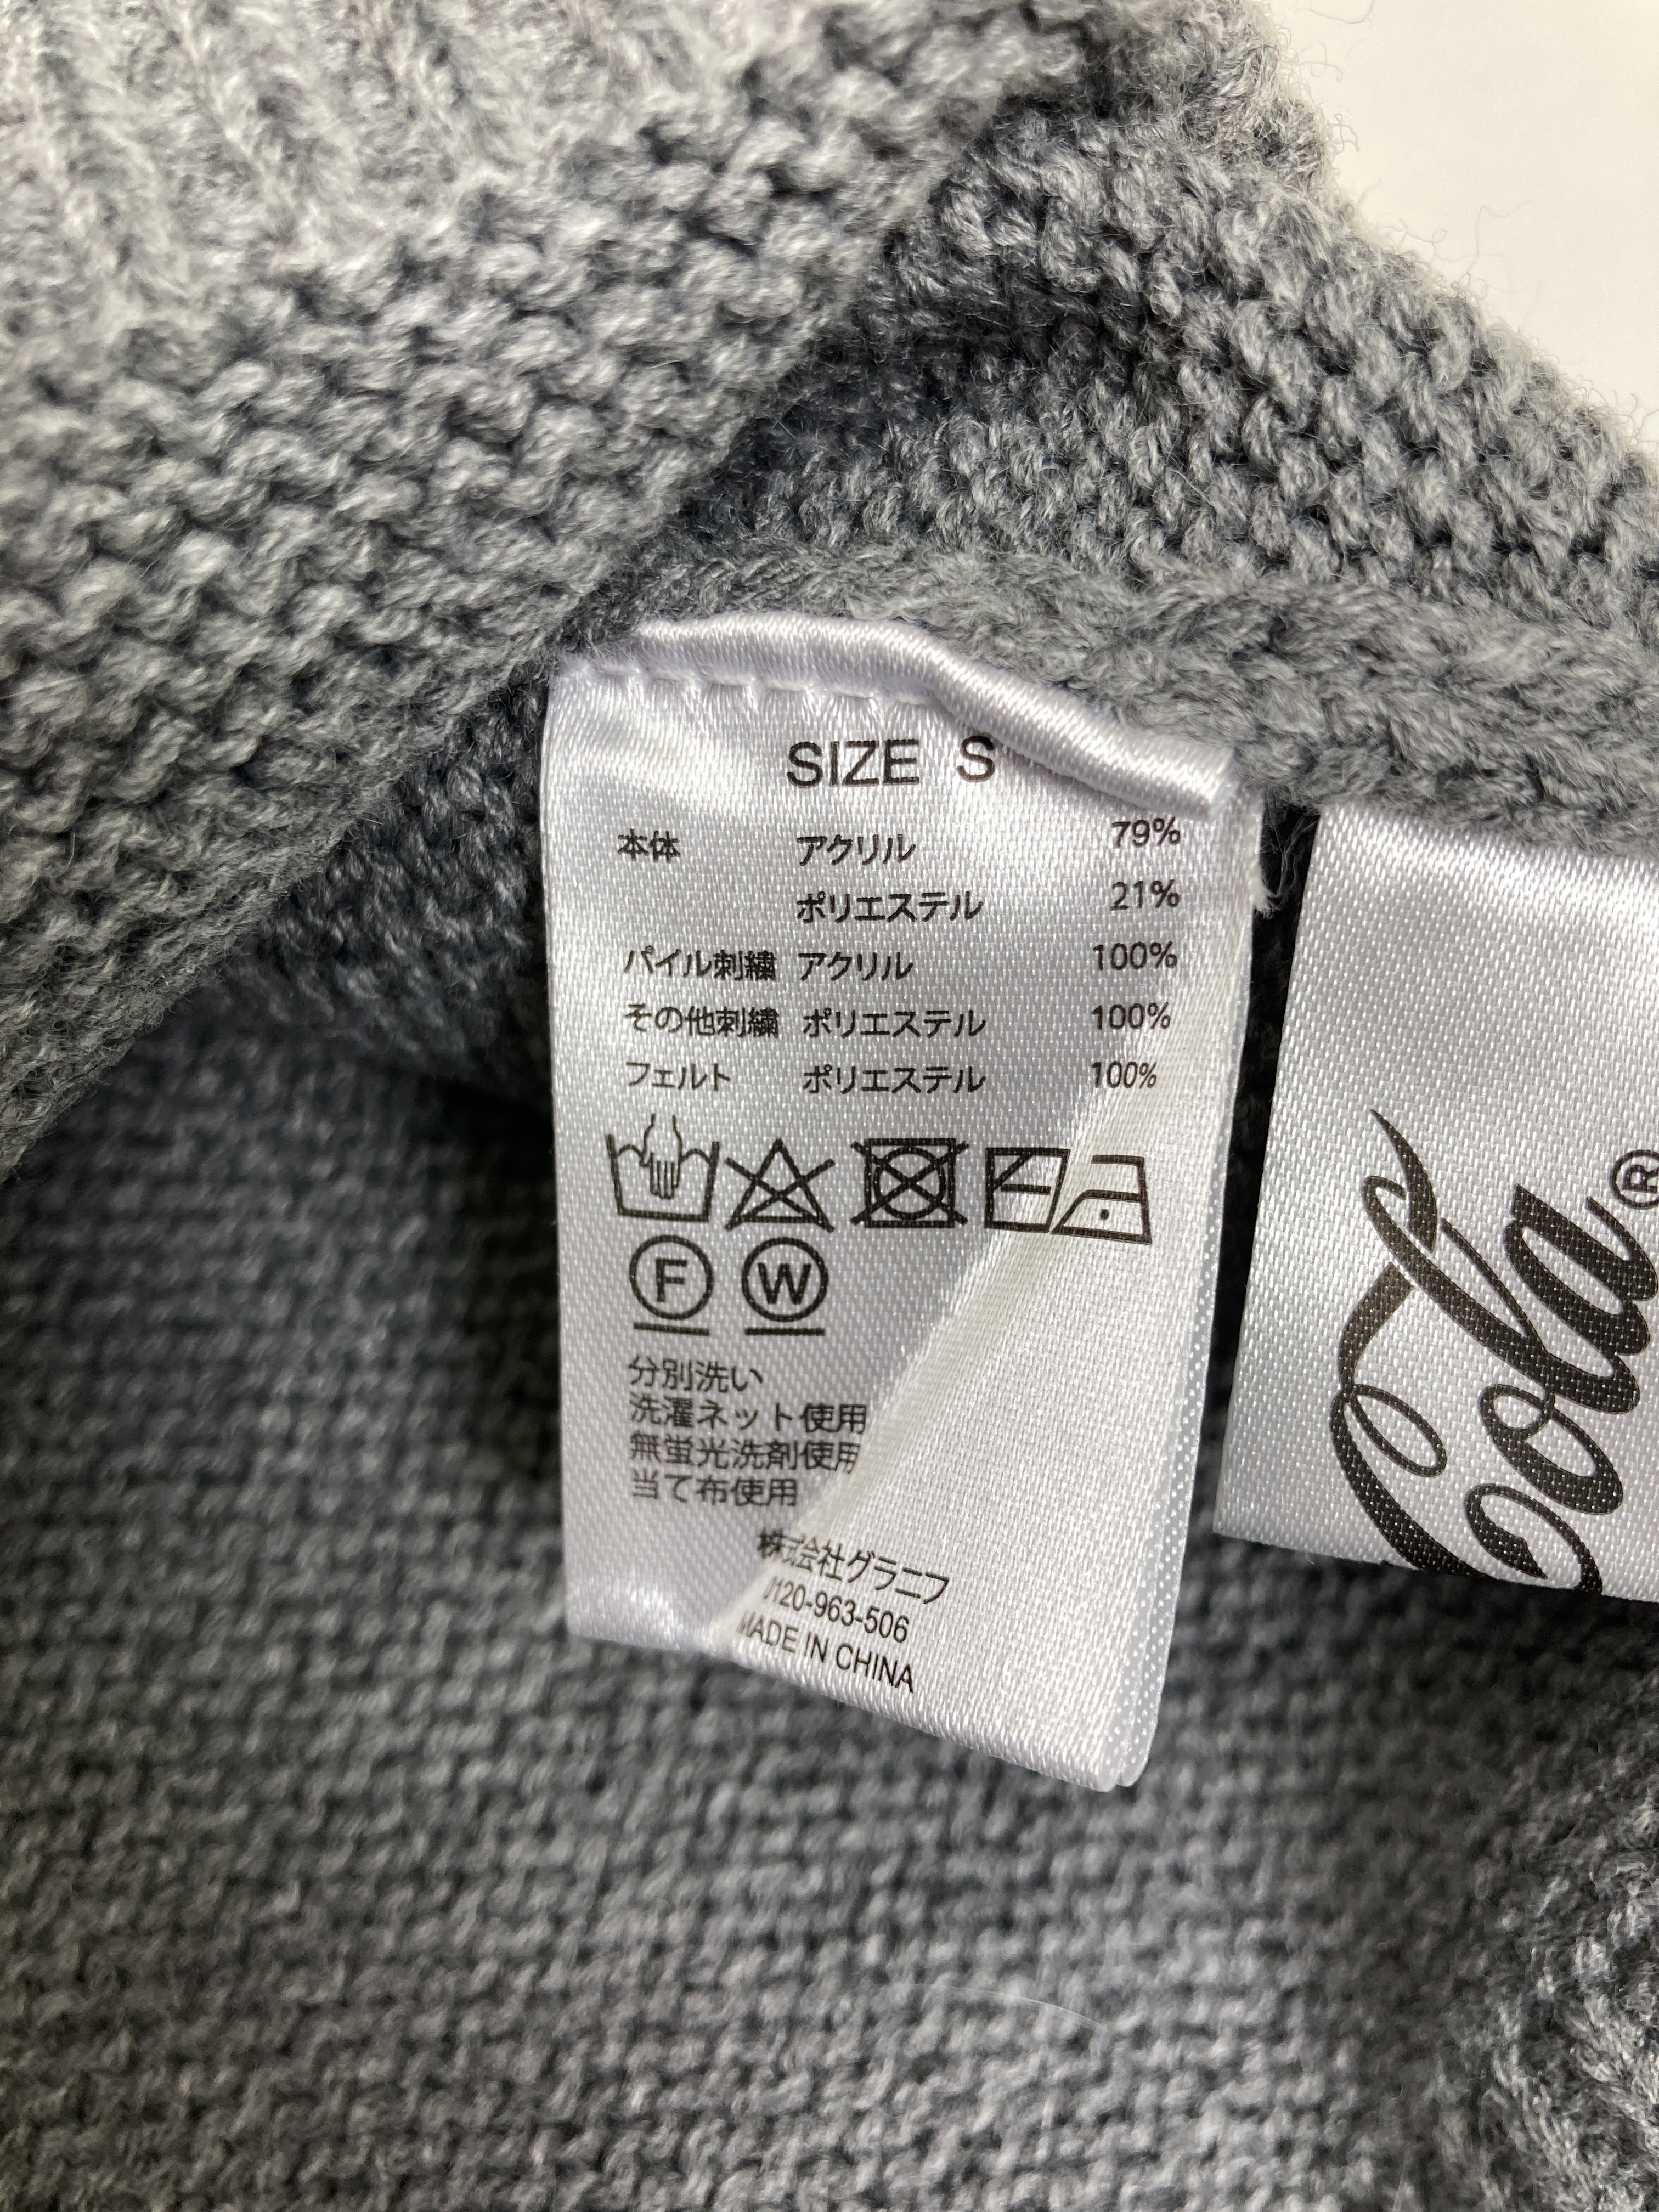 SIZE S
本体 アクリル 79%
ポリエステル 21%
パイル刺繍 アクリル 100%
その他刺繍 ポリエステル 100%
フェルト ポリエステル 100%
F W
分別洗い
洗濯ネット使用
無蛍光洗剤使用
当て布使用
株式会社グラニフ
0120-963-506
MADE IN CHINA
Cola®